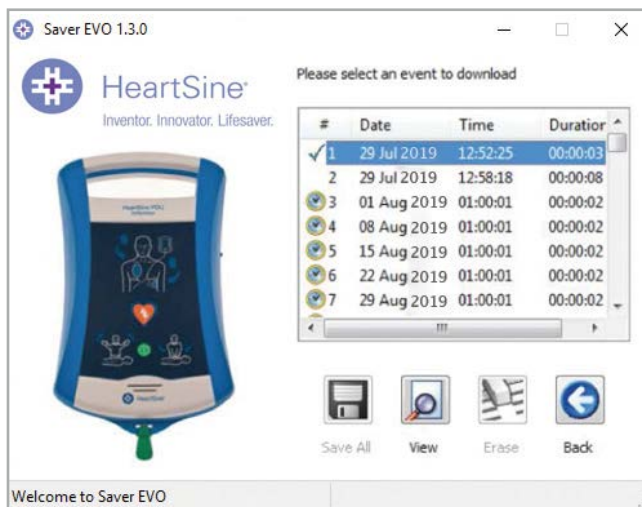 Saver EVO 1.3.0
HeartSine®
Inventor. Innovator. Lifesaver.
Please select an event to download
# Date Time Duration
1 29 Jul 2019 12:52:25 00:00:03
2 29 Jul 2019 12:58:18 00:00:08
3 01 Aug 2019 01:00:01 00:00:02
4 08 Aug 2019 01:00:01 00:00:02
5 15 Aug 2019 01:00:01 00:00:02
6 22 Aug 2019 01:00:01 00:00:02
7 29 Aug 2019 01:00:01 00:00:02
HeartSine PDU
HeartSine
Save All View Erase Back
Welcome to Saver EVO